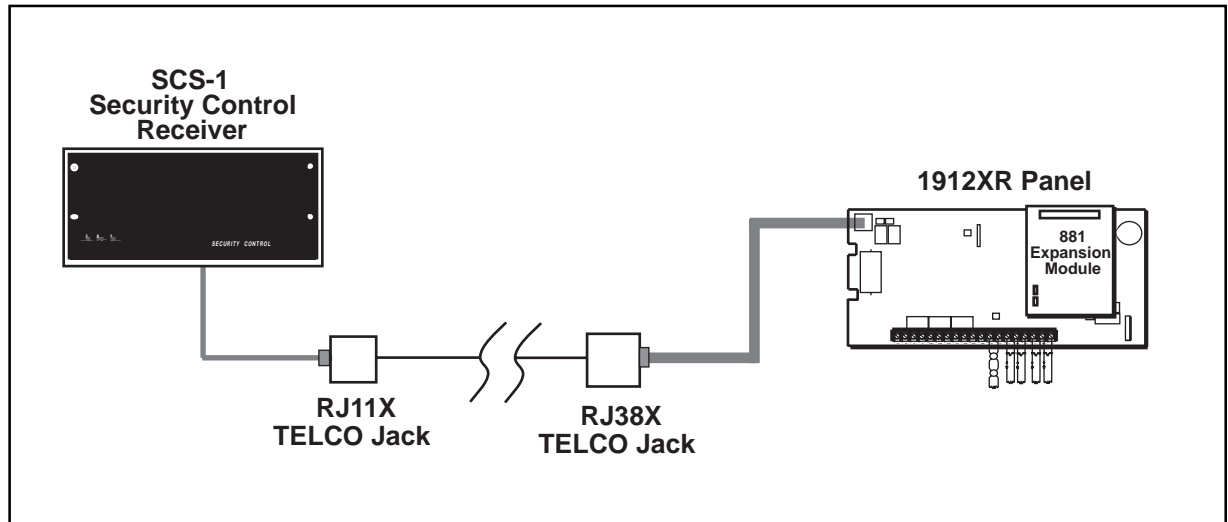 SCS-1
Security Control
Receiver
SECURITY CONTROL
1912XR Panel
881
Expansion
Module
RJ11X
TELCO Jack
RJ38X
TELCO Jack